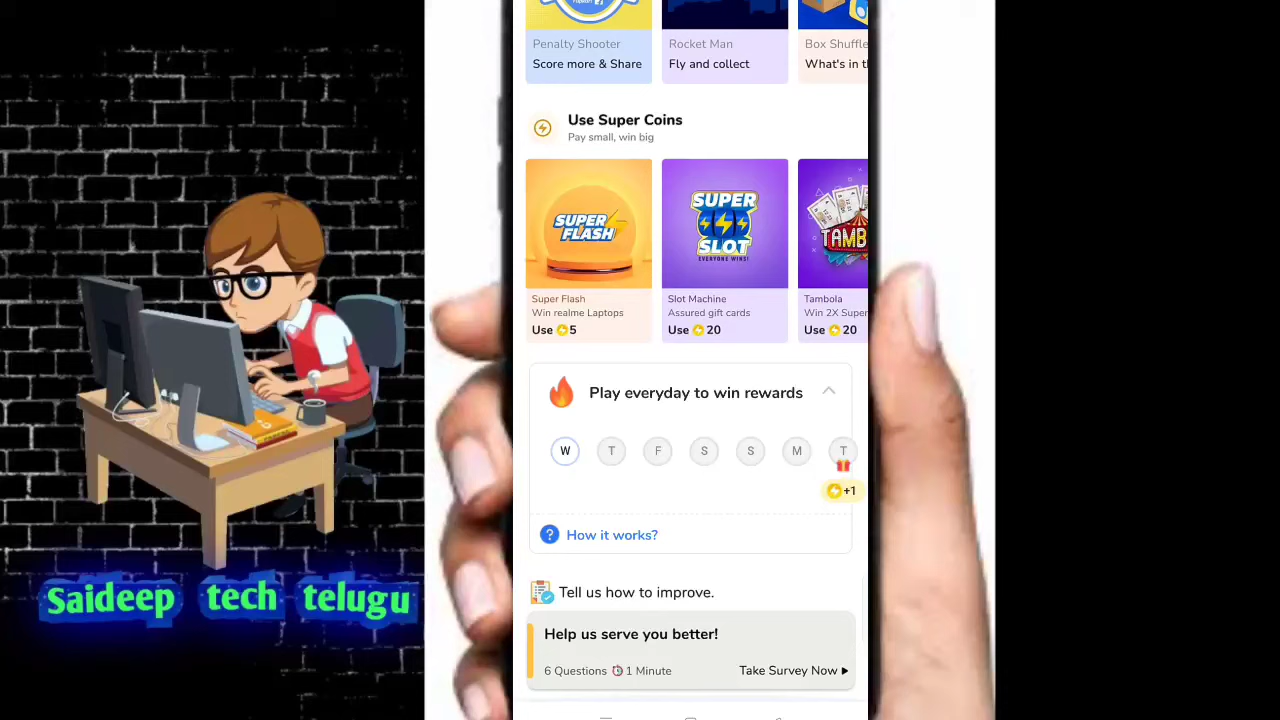 Penalty Shooter
Score more & Share
Rocket Man
Fly and collect
Box Shuffle
What's in th
Use Super Coins
Pay small, win big
SUPER
FLASH
Super Flash
Win realme Laptops
Use 5
SUPER
SLOT
EVERYONE WINS!
Slot Machine
Assured gift cards
Use 20
TAMB
Tambola
Win 2X Super
Use 20
Play everyday to win rewards
W T F S S M T
+1
? How it works?
Tell us how to improve.
Help us serve you better!
6 Questions 1 Minute
Take Survey Now
Saideep tech telugu